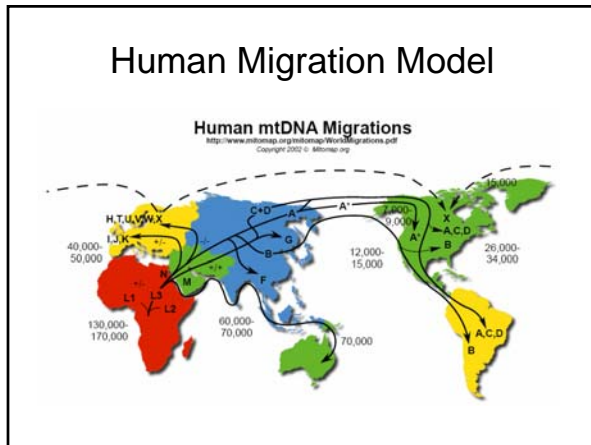 Human Migration Model
Human mtDNA Migrations
http://www.mitomap.org/mitomap/WorldMigrations.pdf
Copyright 2002 © Mitomap.org
15,000
C+D
A
A*
7,000-
9,000
X
H,T,U,V,W,X
A*
A,C,D
I,J,K
+/-
-/-
G
B
B
40,000-
50,000
12,000-
15,000
26,000-
34,000
N
M
+/+
F
+/-
L3
L1
L2
130,000-
170,000
60,000-
70,000
70,000
A,C,D
B